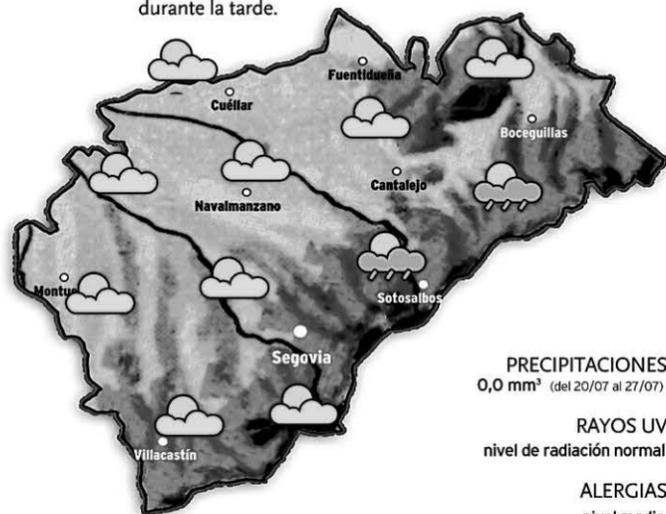 durante la tarde.
Fuentidueña
Cuéllar
Boceguillas
Cantalejo
Navalmanzano
Sotosalbos
Segovia
Villacastín
PRECIPITACIONES
0,0 mm³ (del 20/07 al 27/07)
RAYOS UV
nivel de radiación normal
ALERGIAS